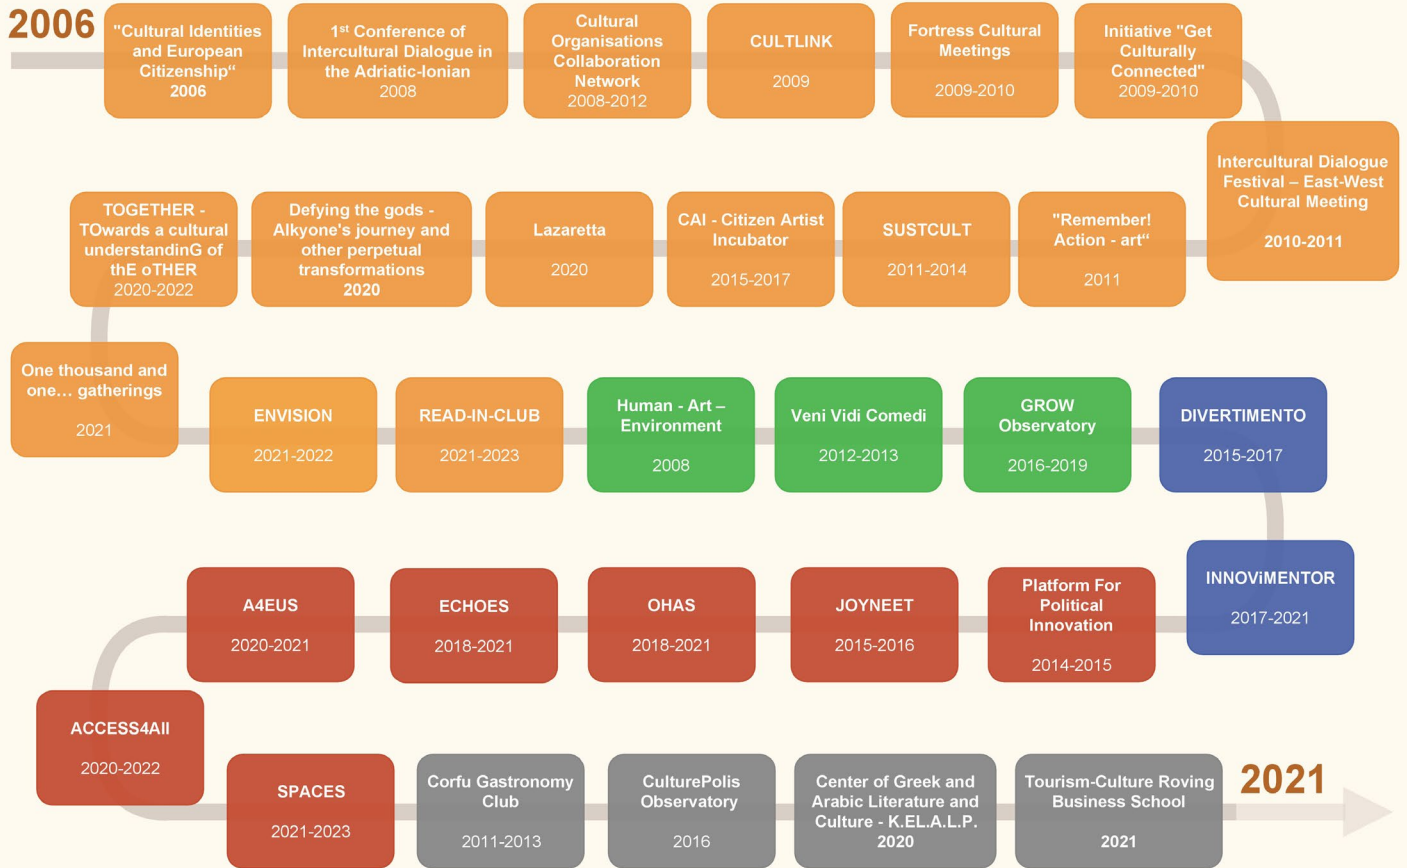 2006
"Cultural Identities
and European
Citizenship“
2006
1st Conference of
Intercultural Dialogue in
the Adriatic-Ionian
2008
Cultural
Organisations
Collaboration
Network
2008-2012
CULTLINK
2009
Fortress Cultural
Meetings
2009-2010
Initiative "Get
Culturally
Connected"
2009-2010
Intercultural Dialogue
Festival – East-West
Cultural Meeting
2010-2011
"Remember!
Action - art“
2011
SUSTCULT
2011-2014
CAI - Citizen Artist
Incubator
2015-2017
Lazaretta
2020
Defying the gods -
Alkyone's journey and
other perpetual
transformations
2020
TOGETHER -
TOwards a cultural
understandinG of
thE oTHER
2020-2022
One thousand and
one… gatherings
2021
ENVISION
2021-2022
READ-IN-CLUB
2021-2023
Human - Art –
Environment
2008
Veni Vidi Comedi
2012-2013
GROW
Observatory
2016-2019
DIVERTIMENTO
2015-2017
INNOViMENTOR
2017-2021
Platform For
Political
Innovation
2014-2015
JOYNEET
2015-2016
OHAS
2018-2021
ECHOES
2018-2021
A4EUS
2020-2021
ACCESS4All
2020-2022
SPACES
2021-2023
Corfu Gastronomy
Club
2011-2013
CulturePolis
Observatory
2016
Center of Greek and
Arabic Literature and
Culture - K.EL.A.L.P.
2020
Tourism-Culture Roving
Business School
2021
2021